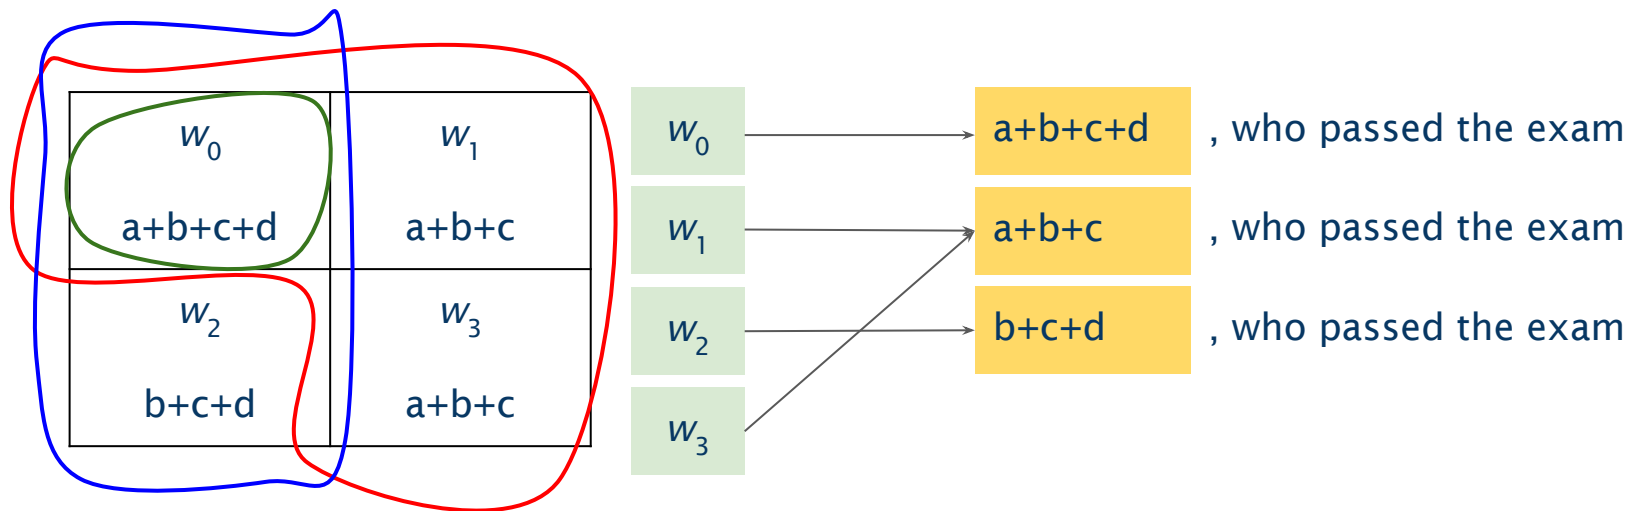 w0 w1
a+b+c+d a+b+c
w2 w3
b+c+d a+b+c
w0 a+b+c+d , who passed the exam
w1 a+b+c , who passed the exam
w2 b+c+d , who passed the exam
w3